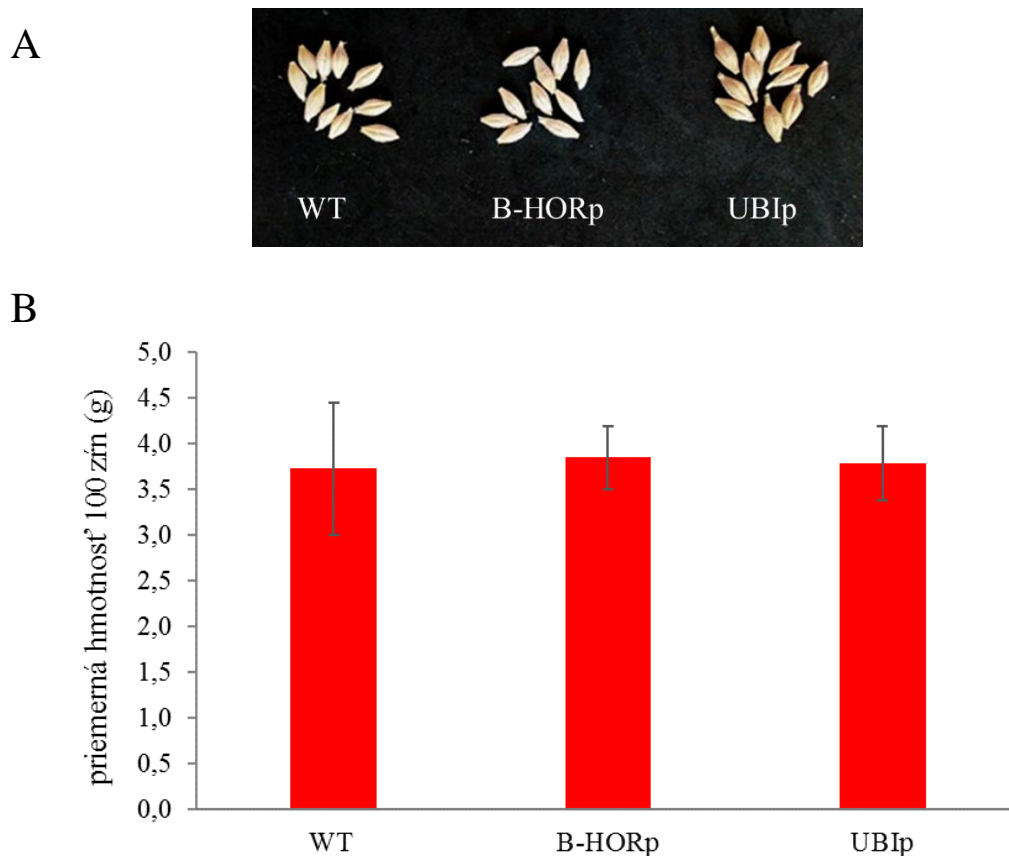 A
WT B-HORp UBIp
B
priemerná hmotnosť 100 zŕn (g)
5,0
4,5
4,0
3,5
3,0
2,5
2,0
1,5
1,0
0,5
0,0
WT B-HORp UBIp